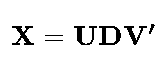 X = UDV′